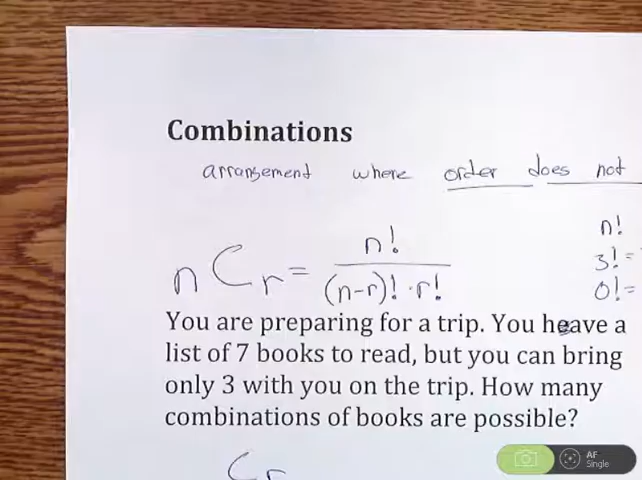 Combinations
arrangement where order does not
n!
nCr = n! / (n-r)! · r!
3! =
0! =
You are preparing for a trip. You heave a
list of 7 books to read, but you can bring
only 3 with you on the trip. How many
combinations of books are possible?
Cr
AF
Single